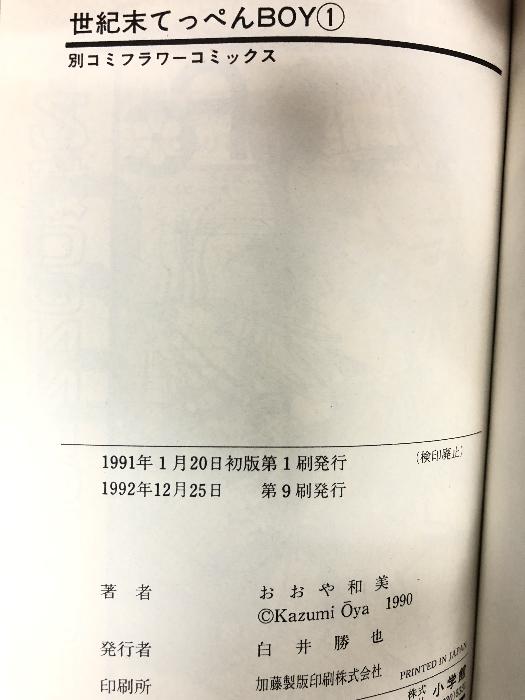 世紀末てっぺんBOY①
別コミフラワーコミックス
1991年1月20日初版第1刷発行 (検印廃止)
1992年12月25日 第9刷発行
著者 おおや和美
©Kazumi Ōya 1990
発行者 白井勝也
PRINTED IN JAPAN
印刷所 加藤製版印刷株式会社
株式 小学館